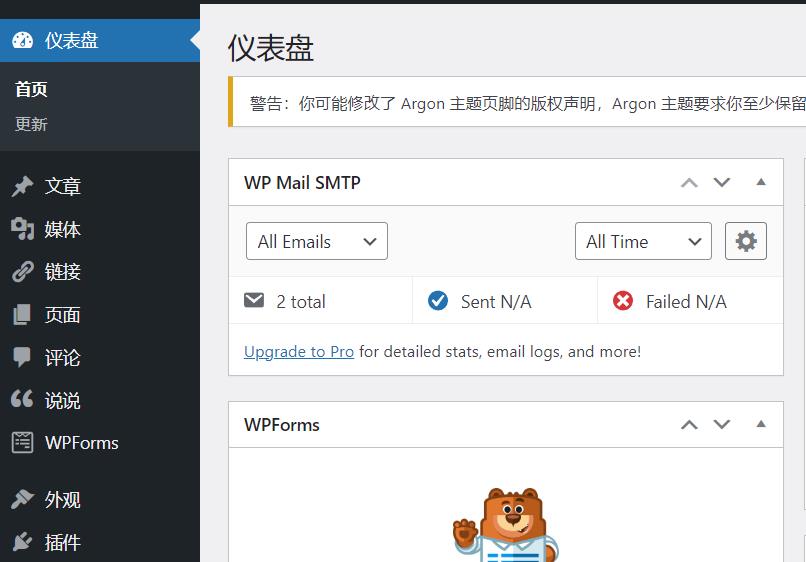 仪表盘
首页
更新
文章
媒体
链接
页面
评论
说说
WPForms
外观
插件
仪表盘
警告：你可能修改了 Argon 主题页脚的版权声明，Argon 主题要求你至少保留
WP Mail SMTP
All Emails
All Time
2 total
Sent N/A
Failed N/A
Upgrade to Pro for detailed stats, email logs, and more!
WPForms